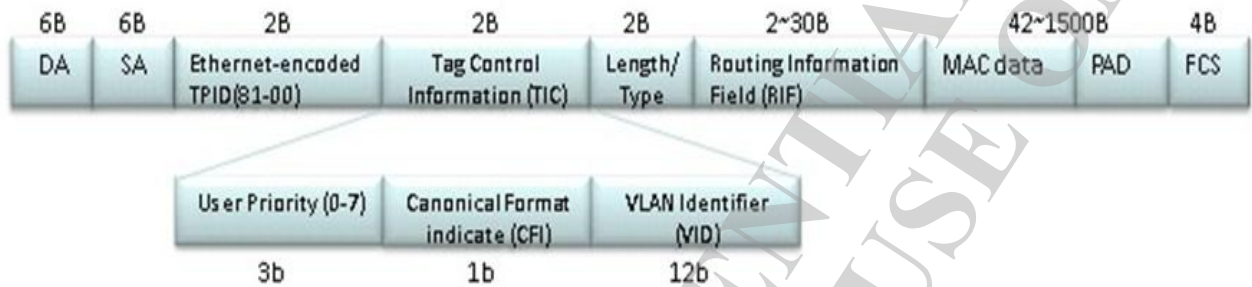 6B 6B 2B 2B 2B 2~30B 42~1500B 4B
DA SA Ethernet-encoded Tag Control Length/ Routing Information MAC data PAD FCS
TPID(81-00) Information (TIC) Type Field (RIF)
User Priority (0-7) Canonical Format VLAN Identifier
indicate (CFI) (VID)
3b 1b 12b